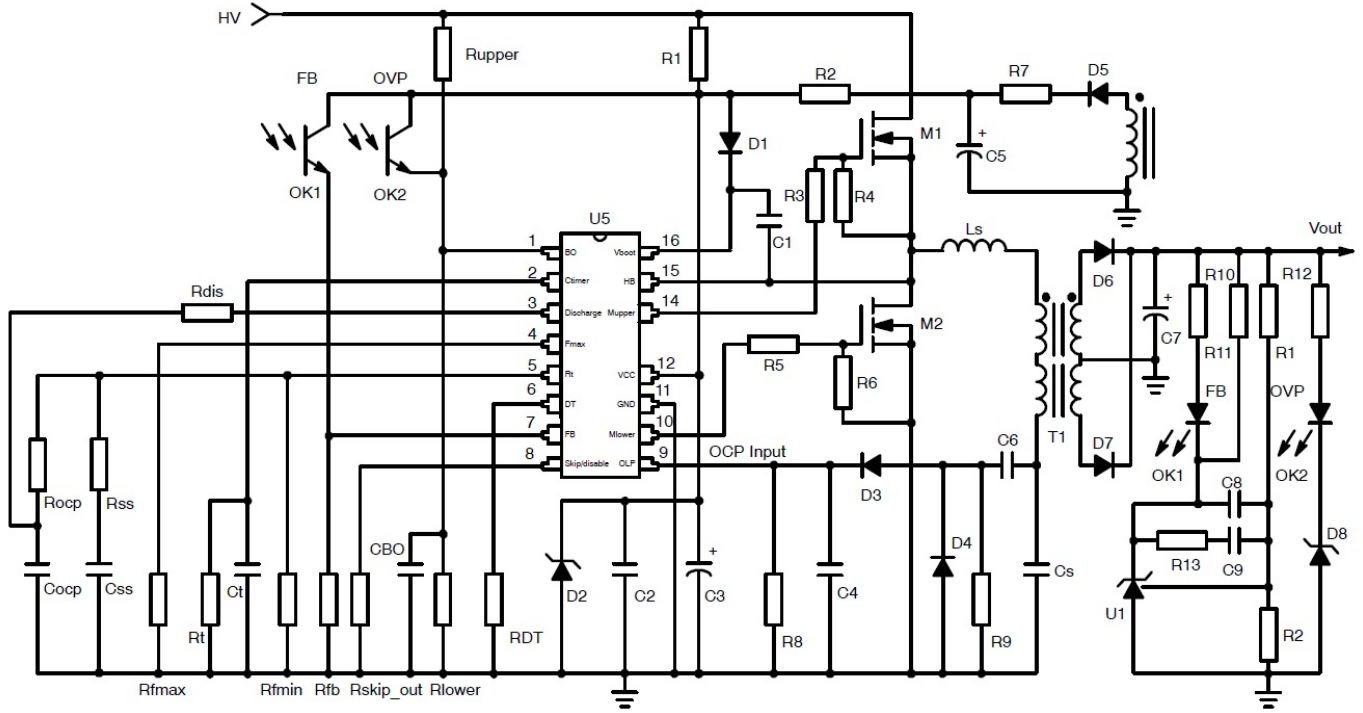 HV
Rupper
R1
FB
OVP
R2
R7
D5
M1
D1
C5
+
OK1
OK2
R3
R4
U5
C1
Ls
Vout
1
BO
Vboot
16
2
Ctimer
HB
15
D6
R10
R12
Rdis
3
Discharge
Mupper
14
+
C7
4
Fmax
M2
R11
R1
5
Rt
VCC
12
R5
R6
6
DT
GND
11
FB
OVP
7
FB
Mlower
10
T1
8
Skip/disable
OLP
9
OCP Input
C6
D7
OK1
OK2
D3
C8
Rocp
Rss
CBO
D4
D8
R13
C9
Cocp
Css
Ct
D2
C2
+
C3
C4
Cs
U1
Rt
RDT
R8
R9
R2
Rfmax
Rfmin
Rfb
Rskip_out
Rlower